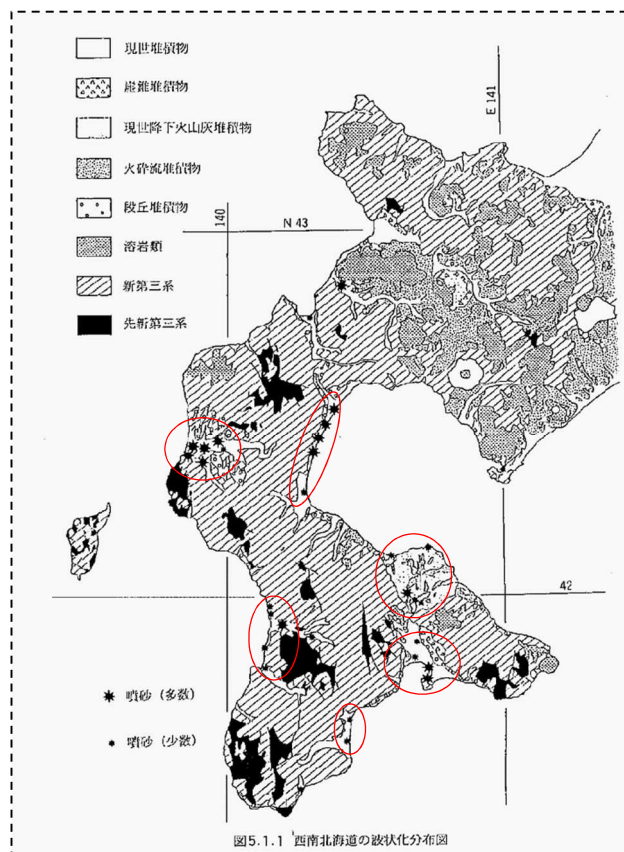 現世堆積物
崖錐堆積物
現世降下火山灰堆積物
火砕流堆積物
段丘堆積物
溶岩類
新第三系
先新第三系
140
N 43
E 141
42
噴砂（多数）
噴砂（少数）
図5.1.1 西南北海道の波状化分布図